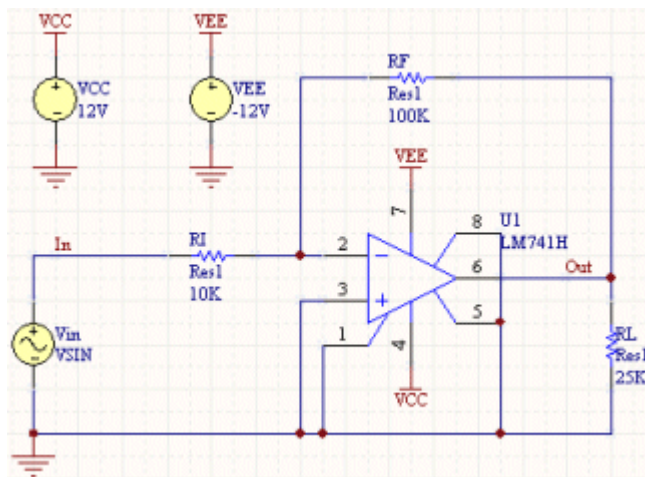 VCC
VEE
VCC
12V
VEE
-12V
RF
Res1
100K
VEE
7
8
U1
LM741H
In
RI
2
6
Out
Res1
10K
3
5
1
4
Vin
VSIN
RL
Res1
25K
VCC